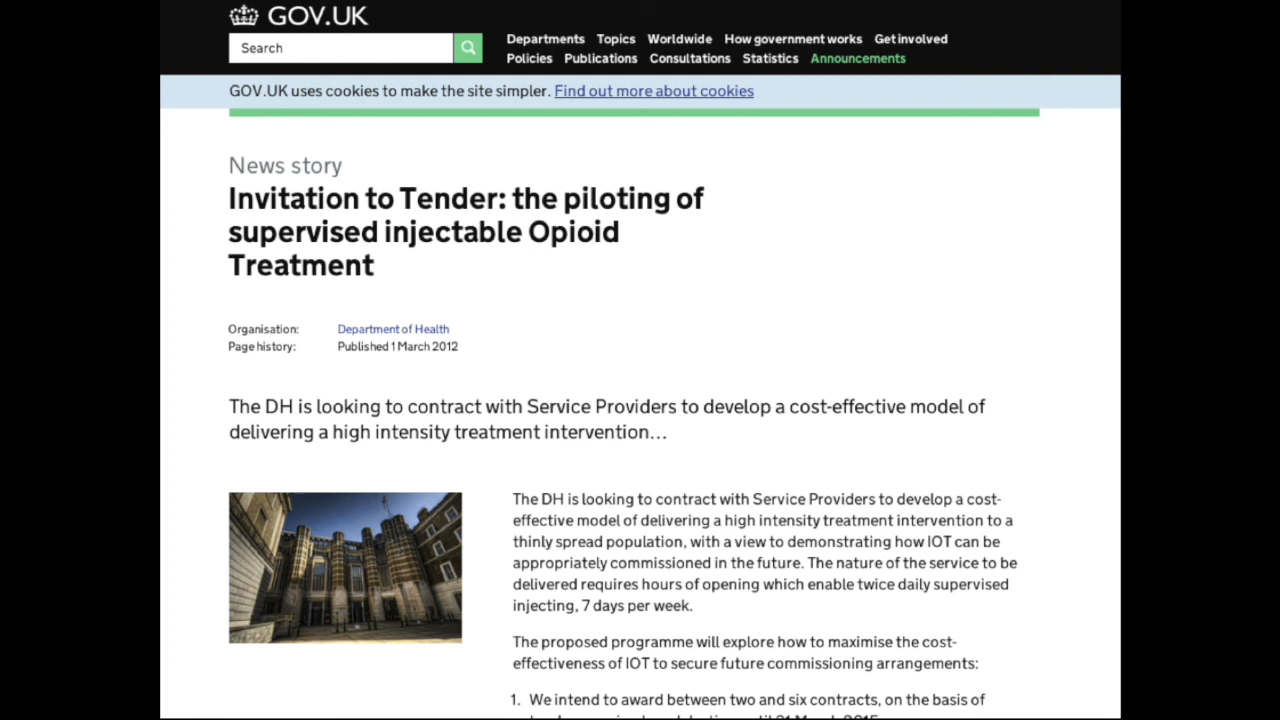 GOV.UK
Search
Departments Topics Worldwide How government works Get involved
Policies Publications Consultations Statistics Announcements
GOV.UK uses cookies to make the site simpler. Find out more about cookies
News story
Invitation to Tender: the piloting of
supervised injectable Opioid
Treatment
Organisation: Department of Health
Page history: Published 1 March 2012
The DH is looking to contract with Service Providers to develop a cost-effective model of
delivering a high intensity treatment intervention…
The DH is looking to contract with Service Providers to develop a cost-
effective model of delivering a high intensity treatment intervention to a
thinly spread population, with a view to demonstrating how IOT can be
appropriately commissioned in the future. The nature of the service to be
delivered requires hours of opening which enable twice daily supervised
injecting, 7 days per week.
The proposed programme will explore how to maximise the cost-
effectiveness of IOT to secure future commissioning arrangements:
1. We intend to award between two and six contracts, on the basis of